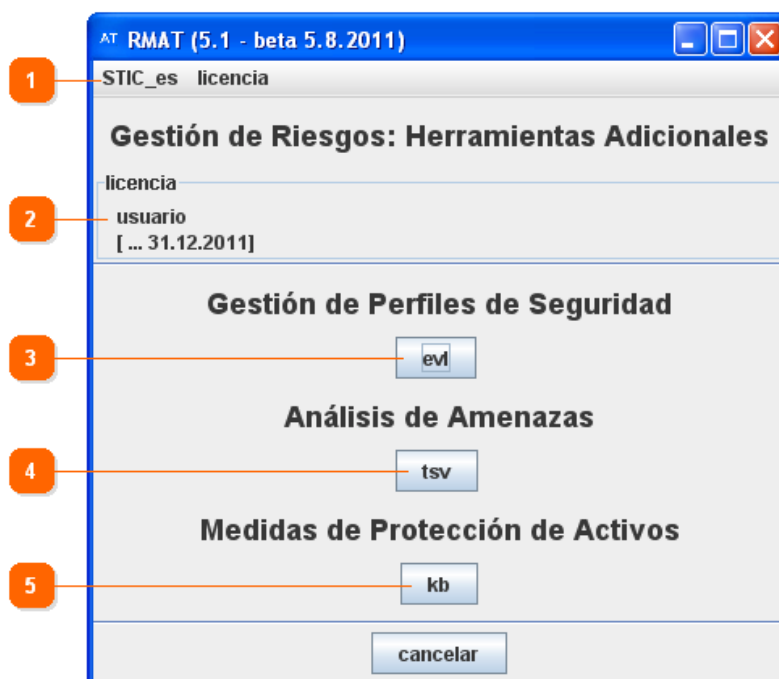 AT RMAT (5.1 - beta 5.8.2011)
1
STIC_es licencia
Gestión de Riesgos: Herramientas Adicionales
licencia
2
usuario
[ ... 31.12.2011]
Gestión de Perfiles de Seguridad
3
evl
Análisis de Amenazas
4
tsv
Medidas de Protección de Activos
5
kb
cancelar